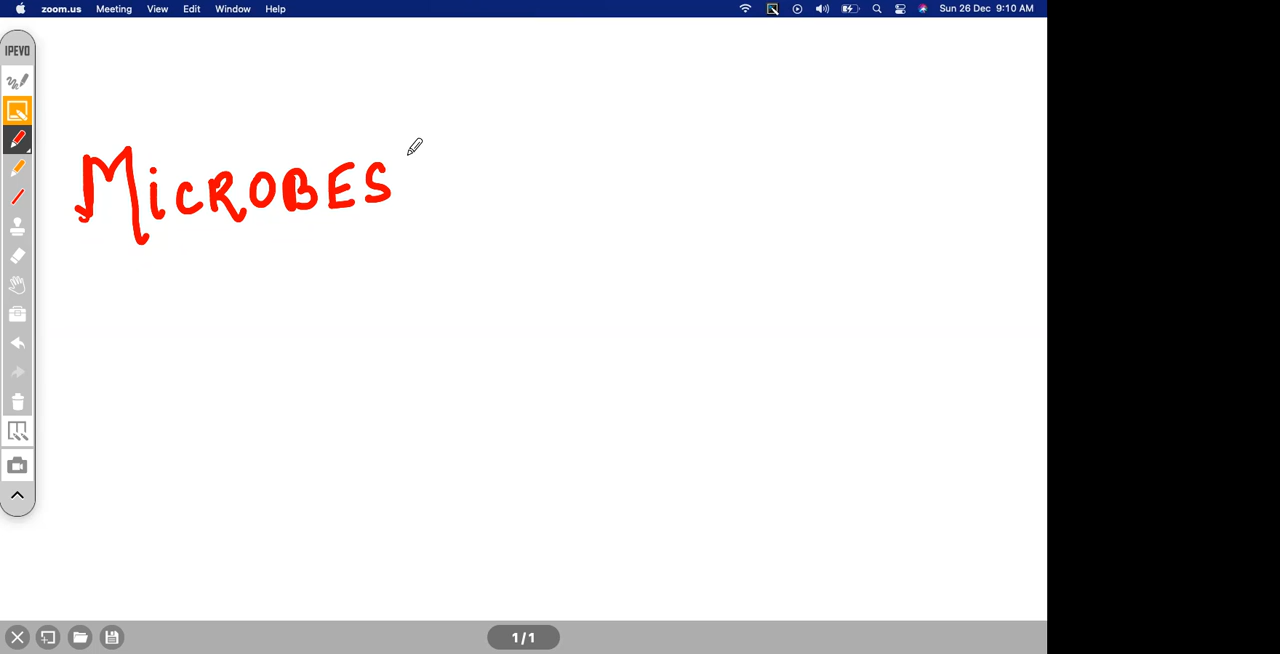 zoom.us Meeting View Edit Window Help Sun 26 Dec 9:10 AM
IPEVO
MiCROBES
1/1